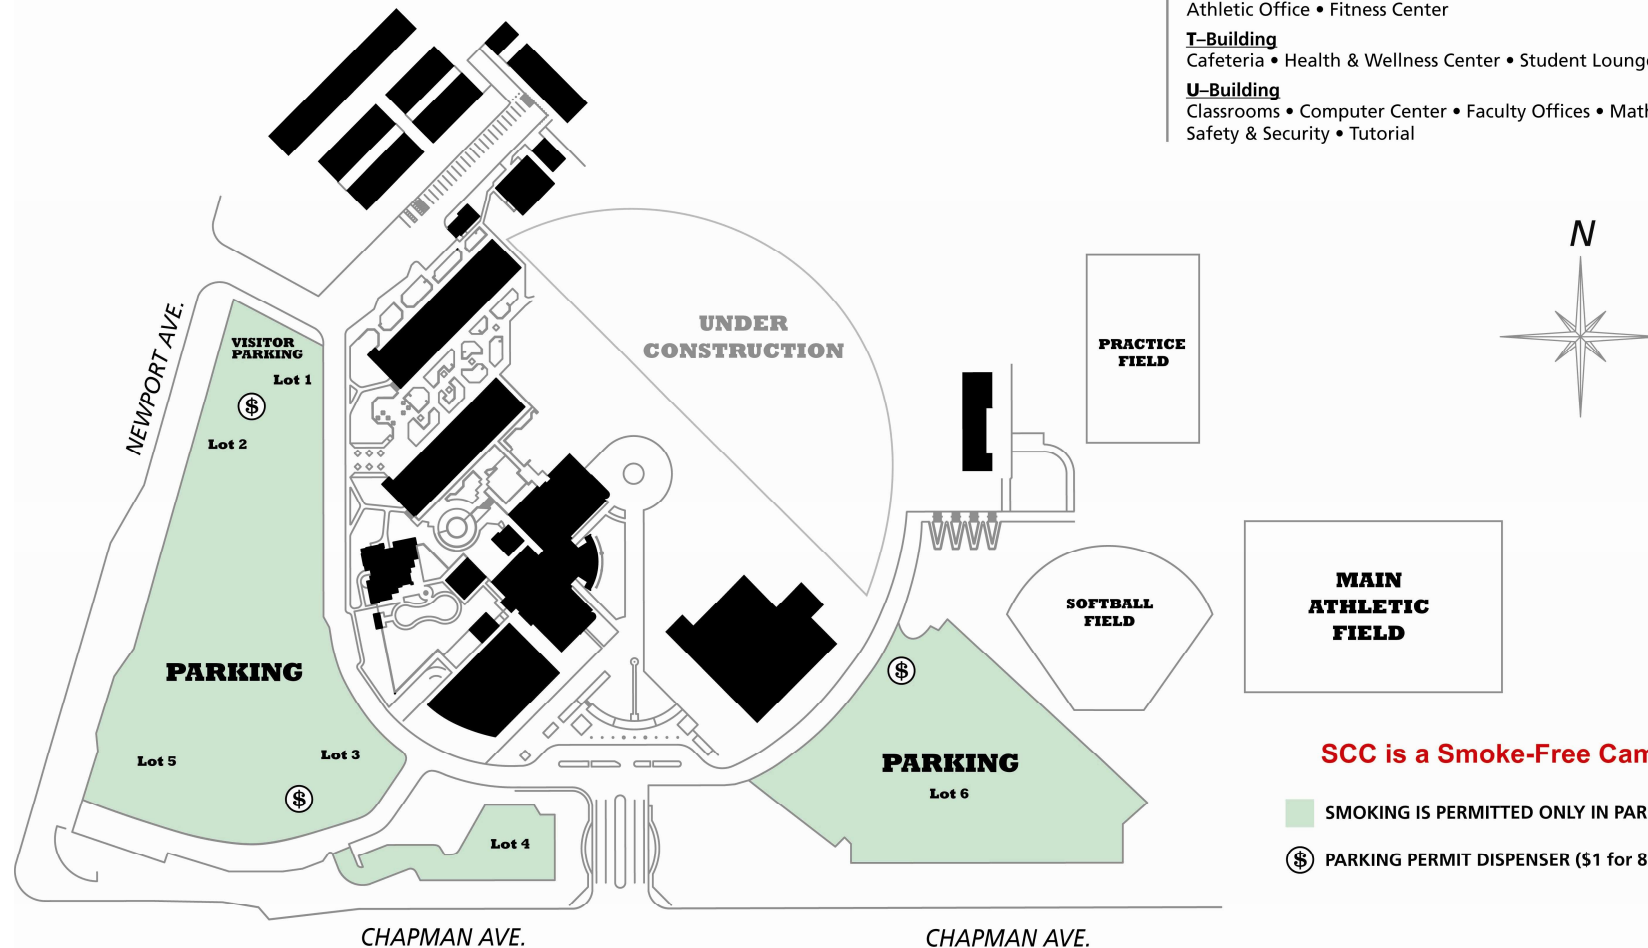 Athletic Office • Fitness Center
T–Building
Cafeteria • Health & Wellness Center • Student Lounge
U–Building
Classrooms • Computer Center • Faculty Offices • Math
Safety & Security • Tutorial
N
NEWPORT AVE.
VISITOR
PARKING
Lot 1
$
Lot 2
UNDER
CONSTRUCTION
PRACTICE
FIELD
SOFTBALL
FIELD
MAIN
ATHLETIC
FIELD
PARKING
Lot 5
Lot 3
$
Lot 4
$
PARKING
Lot 6
SCC is a Smoke-Free Cam
SMOKING IS PERMITTED ONLY IN PAR
$ PARKING PERMIT DISPENSER ($1 for 8
CHAPMAN AVE.
CHAPMAN AVE.